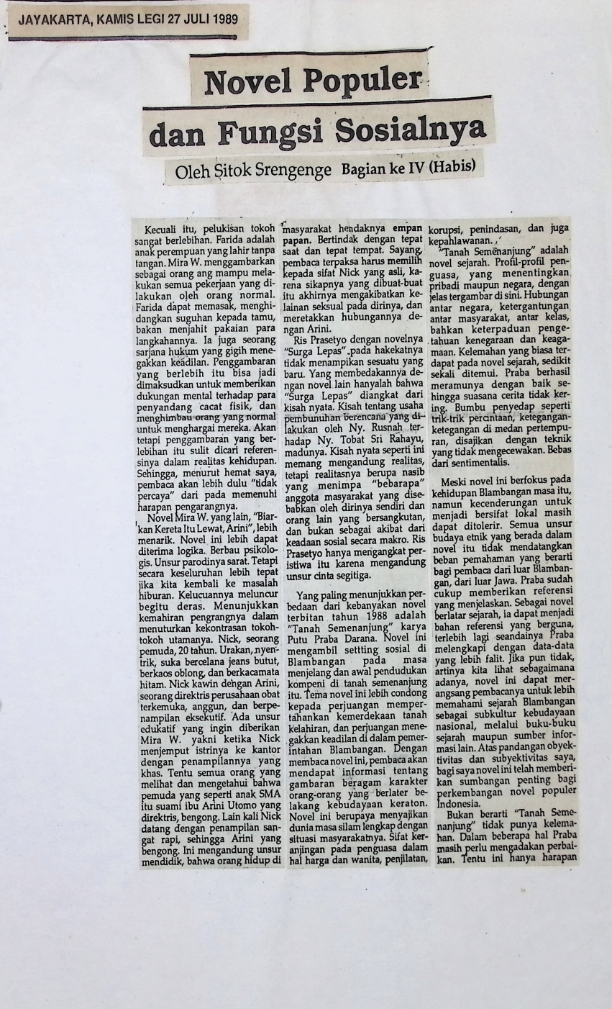 JAYAKARTA, KAMIS LEGI 27 JULI 1989
Novel Populer
dan Fungsi Sosialnya
Oleh Sitok Srengenge Bagian ke IV (Habis)
Kecuali itu, pelukisan tokoh
sangat berlebihan. Farida adalah
anak perempuan yang lahir tanpa
tangan. Mira W. menggambarkan
sebagai orang ang mampu mela-
kukan semua pekerjaan yang di-
lakukan oleh orang normal.
Farida dapat memasak, menghi-
dangkan suguhan kepada tamu,
bakan menjahit pakaian para
langkahannya. Ia juga seorang
sarjana hukum yang gigih mene-
gakkan keadilan. Penggambaran
yang berlebih itu bisa jadi
dimaksudkan untuk memberikan
dukungan mental terhadap para
penyandang cacat fisik, dan
menghimbau orang yang normal
untuk menghargai mereka. Akan
tetapi penggambaran yang ber-
lebihan itu sulit dicari referen-
sinya dalam realitas kehidupan.
Sehingga, menurut hemat saya,
pembaca akan lebih dulu "tidak
percaya" dari pada memenuhi
harapan pengarangnya.
Novel Mira W. yang lain, "Biar-
kan Kereta Itu Lewat, Arini", lebih
menarik. Novel ini lebih dapat
diterima logika. Berbau psikolo-
gis. Unsur parodinya sarat. Tetapi
secara keseluruhan lebih tepat
jika kita kembali ke masalah
hiburan. Kelucuannya meluncur
begitu deras. Menunjukkan
kemahiran pengrangnya dalam
menuturkan kekontrasan tokoh-
tokoh utamanya. Nick, seorang
pemuda, 20 tahun. Urakan, nyen-
trik, suka bercelana jeans butut,
berkaos oblong, dan berkacamata
hitam. Nick kawin dengan Arini,
seorang direktris perusahaan obat
terkemuka, anggun, dan berpe-
nampilan eksekutif. Ada unsur
edukatif yang ingin diberikan
Mira W. yakni ketika Nick
menjemput istrinya ke kantor
dengan penampilannya yang
khas. Tentu semua orang yang
melihat dan mengetahui bahwa
pemuda yang seperti anak SMA
itu suami ibu Arini Utomo yang
direktris, bengong. Lain kali Nick
datang dengan penampilan san-
gat rapi, sehingga Arini yang
bengong. Ini mengandung unsur
mendidik, bahwa orang hidup di
masyarakat hendaknya empan
papan. Bertindak dengan tepat
saat dan tepat tempat. Sayang,
pembaca terpaksa harus memilih
kepada sifat Nick yang asli, ka-
rena sikapnya yang dibuat-buat
itu akhirnya mengakibatkan ke-
lainan seksual pada dirinya, dan
meretakkan hubungannya de-
ngan Arini.
Ris Prasetyo dengan novelnya
"Surga Lepas" pada hakekatnya
tidak menampikan sesuatu yang
baru. Yang membedakannya de-
ngan novel lain hanyalah bahwa
"Surga Lepas" diangkat dari
kisah nyata. Kisah tentang usaha
pembunuhan berencana yang di-
lakukan oleh Ny. Rusnah ter-
hadap Ny. Tobat Sri Rahayu,
madunya. Kisah nyata seperti ini
memang mengandung realitas,
tetapi realitasnya berupa nasib
yang menimpa "bebarapa"
anggota masyarakat yang dise-
babkan oleh dirinya sendiri dan
orang lain yang bersangkutan,
dan bukan sebagai akibat dari
keadaan sosial secara makro. Ris
Prasetyo hanya mengangkat per-
istiwa itu karena mengandung
unsur cinta segitiga.
Yang paling menunjukkan per-
bedaan dari kebanyakan novel
terbitan tahun 1988 adalah
"Tanah Semenanjung" karya
Putu Praba Darana. Novel ini
mengambil settting sosial di
Blambangan pada masa
menjelang dan awal pendudukan
kompeni di tanah semenanjung
itu. Tema novel ini lebih condong
kepada perjuangan memper-
tahankan kemerdekaan tanah
kelahiran, dan perjuangan mene-
gakkan keadilan di dalam peme-
rintahan Blambangan. Dengan
membaca novel ini, pembaca akan
mendapat informasi tentang
gambaran beragam karakter
orang-orang yang berlater be-
lakang kebudayaan keraton.
Novel ini berupaya menyajikan
dunia masa silam lengkap dengan
situasi masyarakatnya. Sifat ker-
anjingan pada penguasa dalam
hal harga dan wanita, penjilatan,
korupsi, penindasan, dan juga
kepahlawanan.
"Tanah Semenanjung" adalah
novel sejarah. Profil-profil pen-
guasa, yang menentingkan
pribadi maupun negara, dengan
jelas tergambar di sini. Hubungan
antar negara, ketergantungan
antar masyarakat, antar kelas,
bahkan keterpaduan penge-
tahuan kenegaraan dan keaga-
maan. Kelemahan yang biasa ter-
dapat pada novel sejarah, sedikit
sekali ditemui. Praba berhasil
meramunya dengan baik se-
hingga suasana cerita tidak ker-
ing. Bumbu penyedap seperti
trik-trik percintaan, ketegangan-
ketegangan di medan pertempu-
ran, disajikan dengan teknik
yang tidak mengecewakan. Bebas
dari sentimentalis.
Meski novel ini berfokus pada
kehidupan Blambangan masa itu,
namun kecenderungan untuk
menjadi bersifat lokal masih
dapat ditolerir. Semua unsur
budaya etnik yang berada dalam
novel itu tidak mendatangkan
beban pemahaman yang berarti
bagi pembaca dari luar Blamban-
gan, dari luar Jawa. Praba sudah
cukup memberikan referensi
yang menjelaskan. Sebagai novel
berlatar sejarah, ia dapat menjadi
bahan referensi yang berguna,
terlebih lagi seandainya Praba
melengkapi dengan data-data
yang lebih falit. Jika pun tidak,
artinya kita lihat sebagaimana
adanya, novel ini dapat mer-
angsang pembacanya untuk lebih
memahami sejarah Blambangan
sebagai subkultur kebudayaan
nasional, melalui buku-buku
sejarah maupun sumber infor-
masi lain. Atas pandangan obyek-
tivitas dan subyektivitas saya,
bagi saya novel ini telah memberi-
kan sumbangan penting bagi
perkembangan novel populer
Indonesia.
Bukan berarti "Tanah Seme-
nanjung" tidak punya kelema-
han. Dalam beberapa hal Praba
masih perlu mengadakan perbai-
kan. Tentu ini hanya harapan